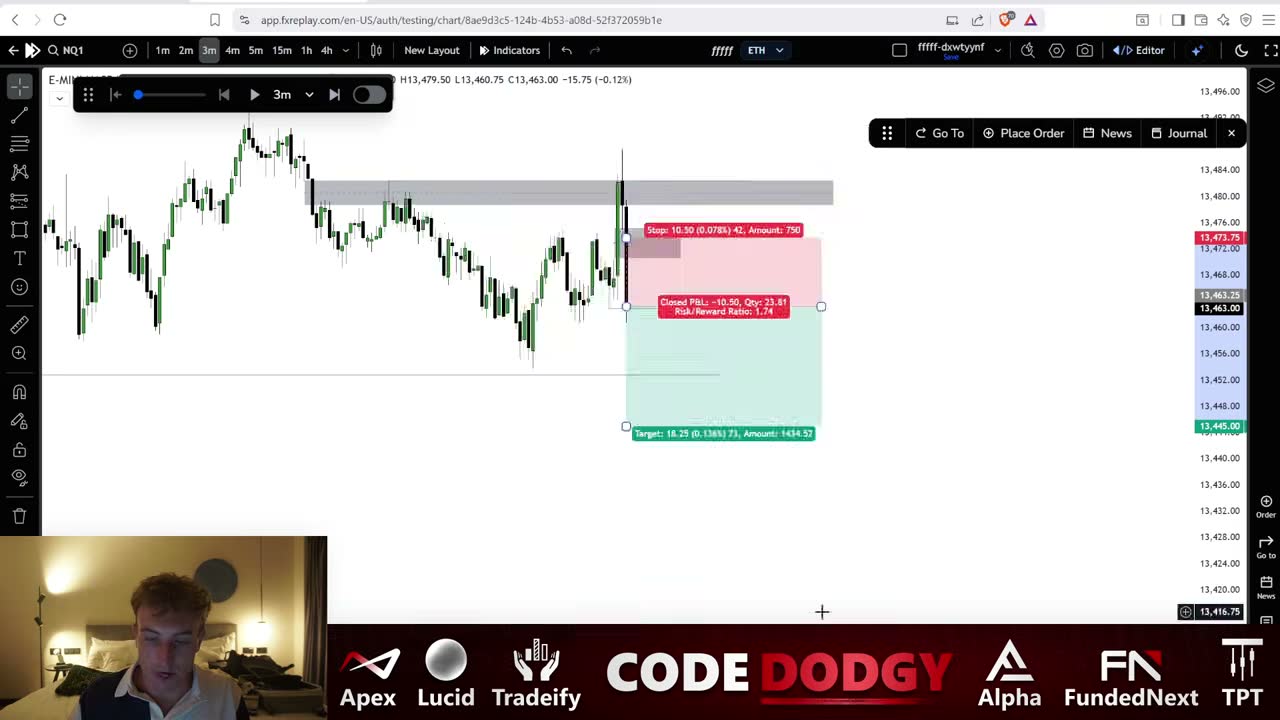 app.fxreplay.com/en-US/auth/testing/chart/8ae9d3c5-124b-4b53-a08d-52f372059b1e
NQ1
1m 2m 3m 4m 5m 15m 1h 4h
New Layout
Indicators
fffff
ETH
fffff-dxwtyynf
Save
Editor
H13,479.50 L13,460.75 C13,463.00 −15.75 (−0.12%)
3m
Go To
Place Order
News
Journal
13,496.00
13,484.00
13,480.00
13,476.00
13,473.75
13,472.00
13,468.00
13,463.25
13,463.00
13,460.00
13,456.00
13,452.00
13,448.00
13,445.00
13,440.00
13,436.00
13,432.00
13,428.00
13,424.00
13,420.00
13,416.75
Stop: 10.50 (0.078%) 42, Amount: 750
Closed P&L: −10.50, Qty: 23.81
Risk/Reward Ratio: 1.74
Target: 18.25 (0.136%) 73, Amount: 1434.52
Order
Go to
News
Apex
Lucid
Tradeify
CODE DODGY
Alpha
FN
FundedNext
TPT